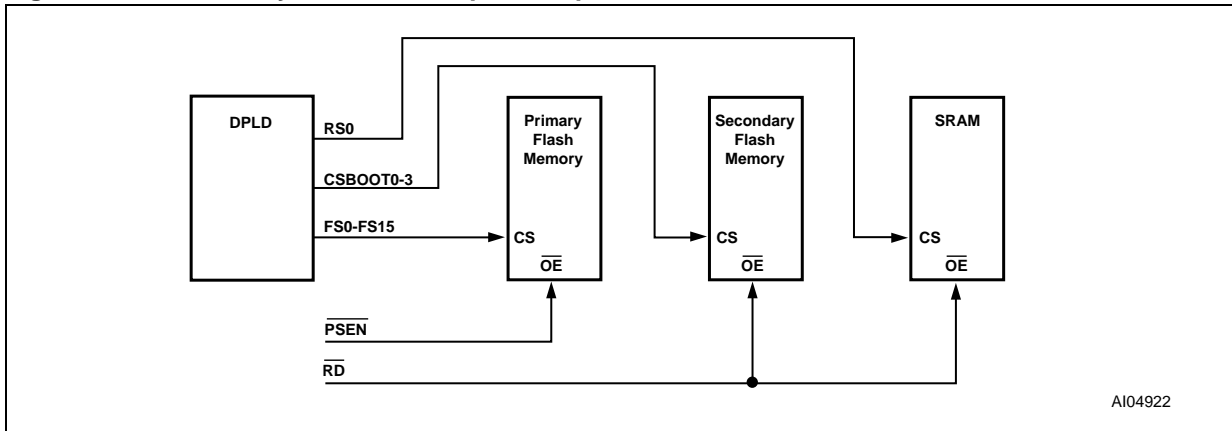 DPLD
RS0
CSBOOT0-3
FS0-FS15
Primary
Flash
Memory
CS
OE
Secondary
Flash
Memory
CS
OE
SRAM
CS
OE
PSEN
RD
AI04922